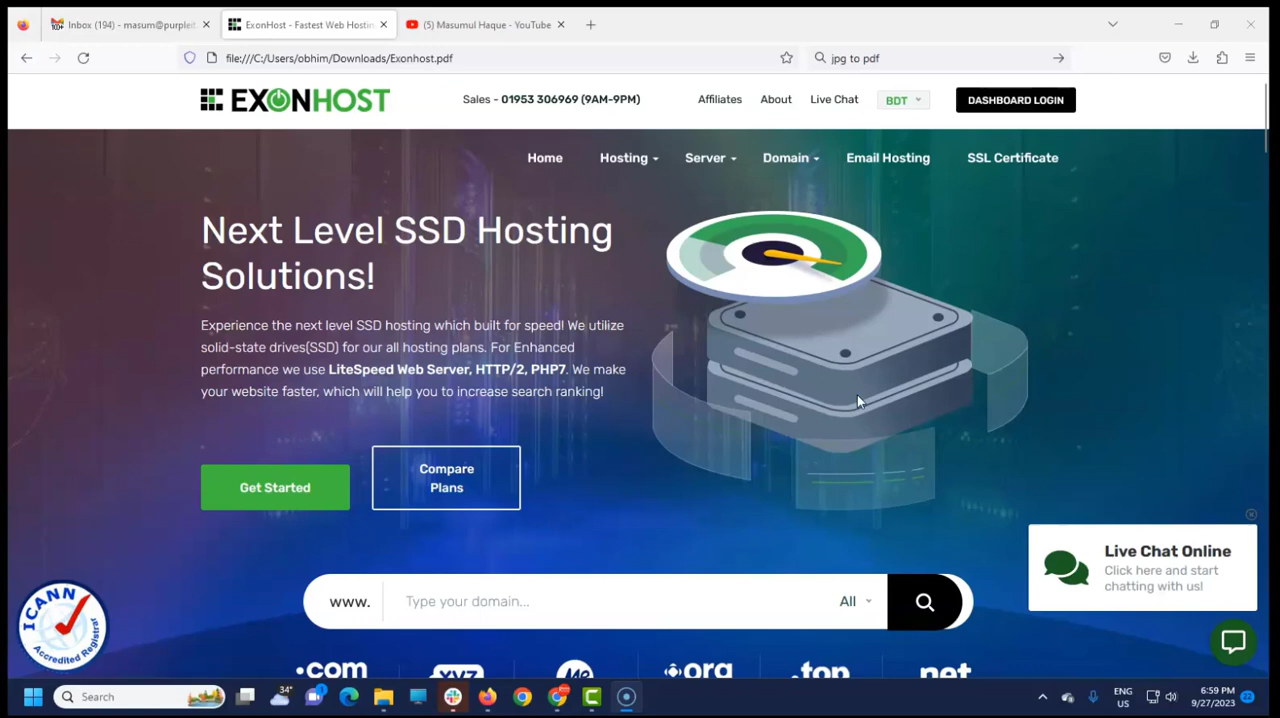 Inbox (194) - masum@purplei
ExonHost - Fastest Web Hostin
(5) Masumul Haque - YouTube
file:///C:/Users/obhim/Downloads/Exonhost.pdf
jpg to pdf
EXONHOST
Sales - 01953 306969 (9AM-9PM)
Affiliates
About
Live Chat
BDT
DASHBOARD LOGIN
Home
Hosting
Server
Domain
Email Hosting
SSL Certificate
Next Level SSD Hosting
Solutions!
Experience the next level SSD hosting which built for speed! We utilize
solid-state drives(SSD) for our all hosting plans. For Enhanced
performance we use LiteSpeed Web Server, HTTP/2, PHP7. We make
your website faster, which will help you to increase search ranking!
Get Started
Compare
Plans
Live Chat Online
Click here and start
chatting with us!
ICANN
Accredited Registrar
www.
Type your domain...
All
.com
xyz
Me
.org
.top
.net
Search
34°
ENG
US
6:59 PM
9/27/2023